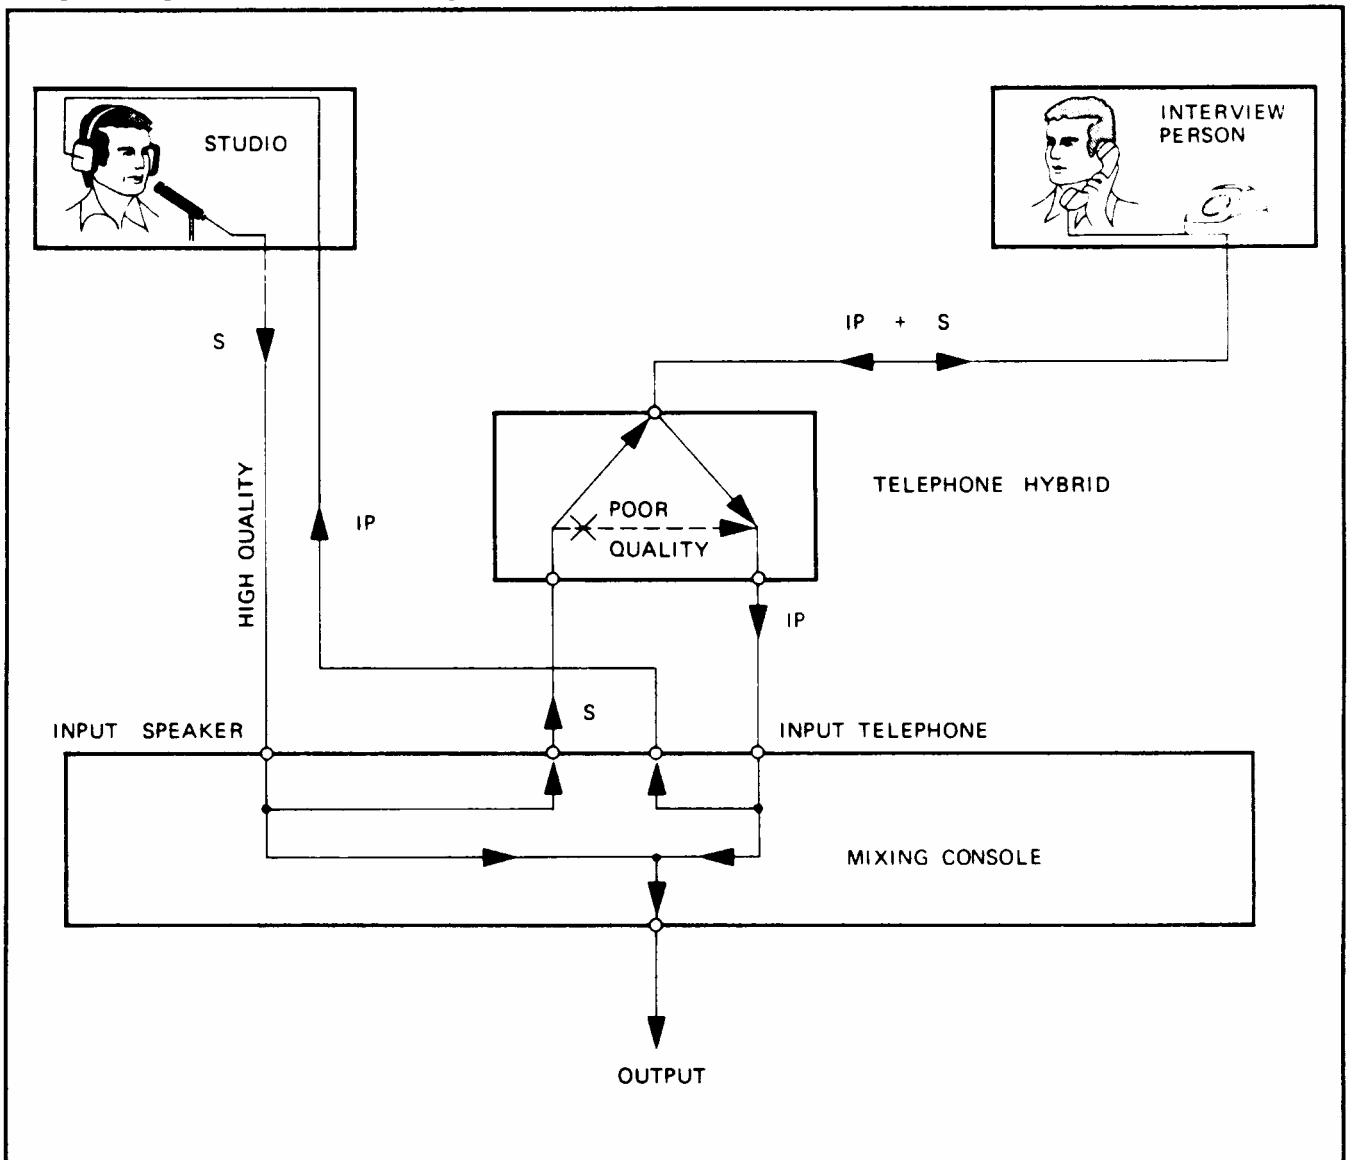 STUDIO
INTERVIEW
PERSON
IP + S
S
HIGH QUALITY
IP
TELEPHONE HYBRID
POOR
QUALITY
IP
S
INPUT SPEAKER
INPUT TELEPHONE
MIXING CONSOLE
OUTPUT